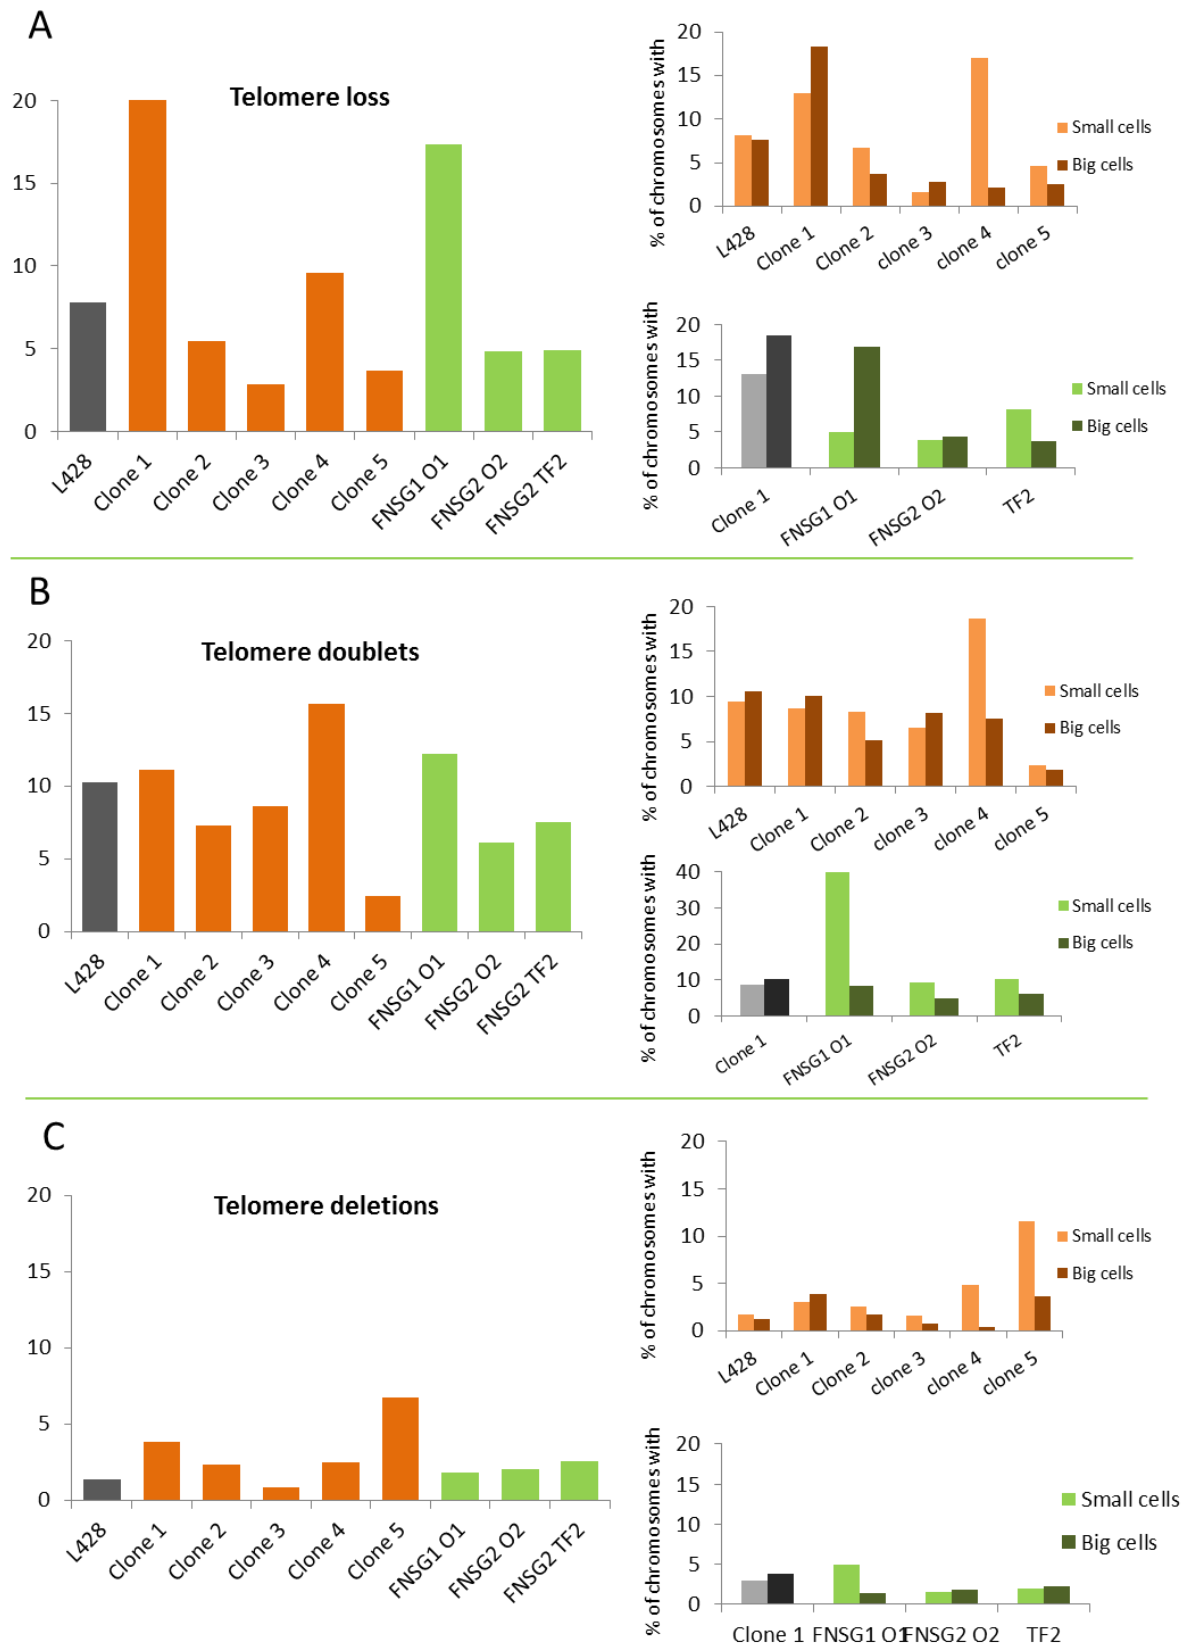 A
Telomere loss
20
15
10
5
0
L428
Clone 1
Clone 2
Clone 3
Clone 4
Clone 5
FNSG1 O1
FNSG2 O2
FNSG2 TF2
% of chromosomes with
20
15
10
5
0
L428
Clone 1
Clone 2
clone 3
clone 4
clone 5
Small cells
Big cells
% of chromosomes with
20
15
10
5
0
Clone 1
FNSG1 O1
FNSG2 O2
TF2
Small cells
Big cells
B
Telomere doublets
20
15
10
5
0
L428
Clone 1
Clone 2
Clone 3
Clone 4
Clone 5
FNSG1 O1
FNSG2 O2
FNSG2 TF2
% of chromosomes with
20
15
10
5
0
L428
Clone 1
Clone 2
clone 3
clone 4
clone 5
Small cells
Big cells
% of chromosomes with
40
30
20
10
0
Clone 1
FNSG1 O1
FNSG2 O2
TF2
Small cells
Big cells
C
Telomere deletions
20
15
10
5
0
L428
Clone 1
Clone 2
Clone 3
Clone 4
Clone 5
FNSG1 O1
FNSG2 O2
FNSG2 TF2
% of chromosomes with
20
15
10
5
0
L428
Clone 1
Clone 2
clone 3
clone 4
clone 5
Small cells
Big cells
% of chromosomes with
20
15
10
5
0
Clone 1
FNSG1 O1
FNSG2 O2
TF2
Small cells
Big cells